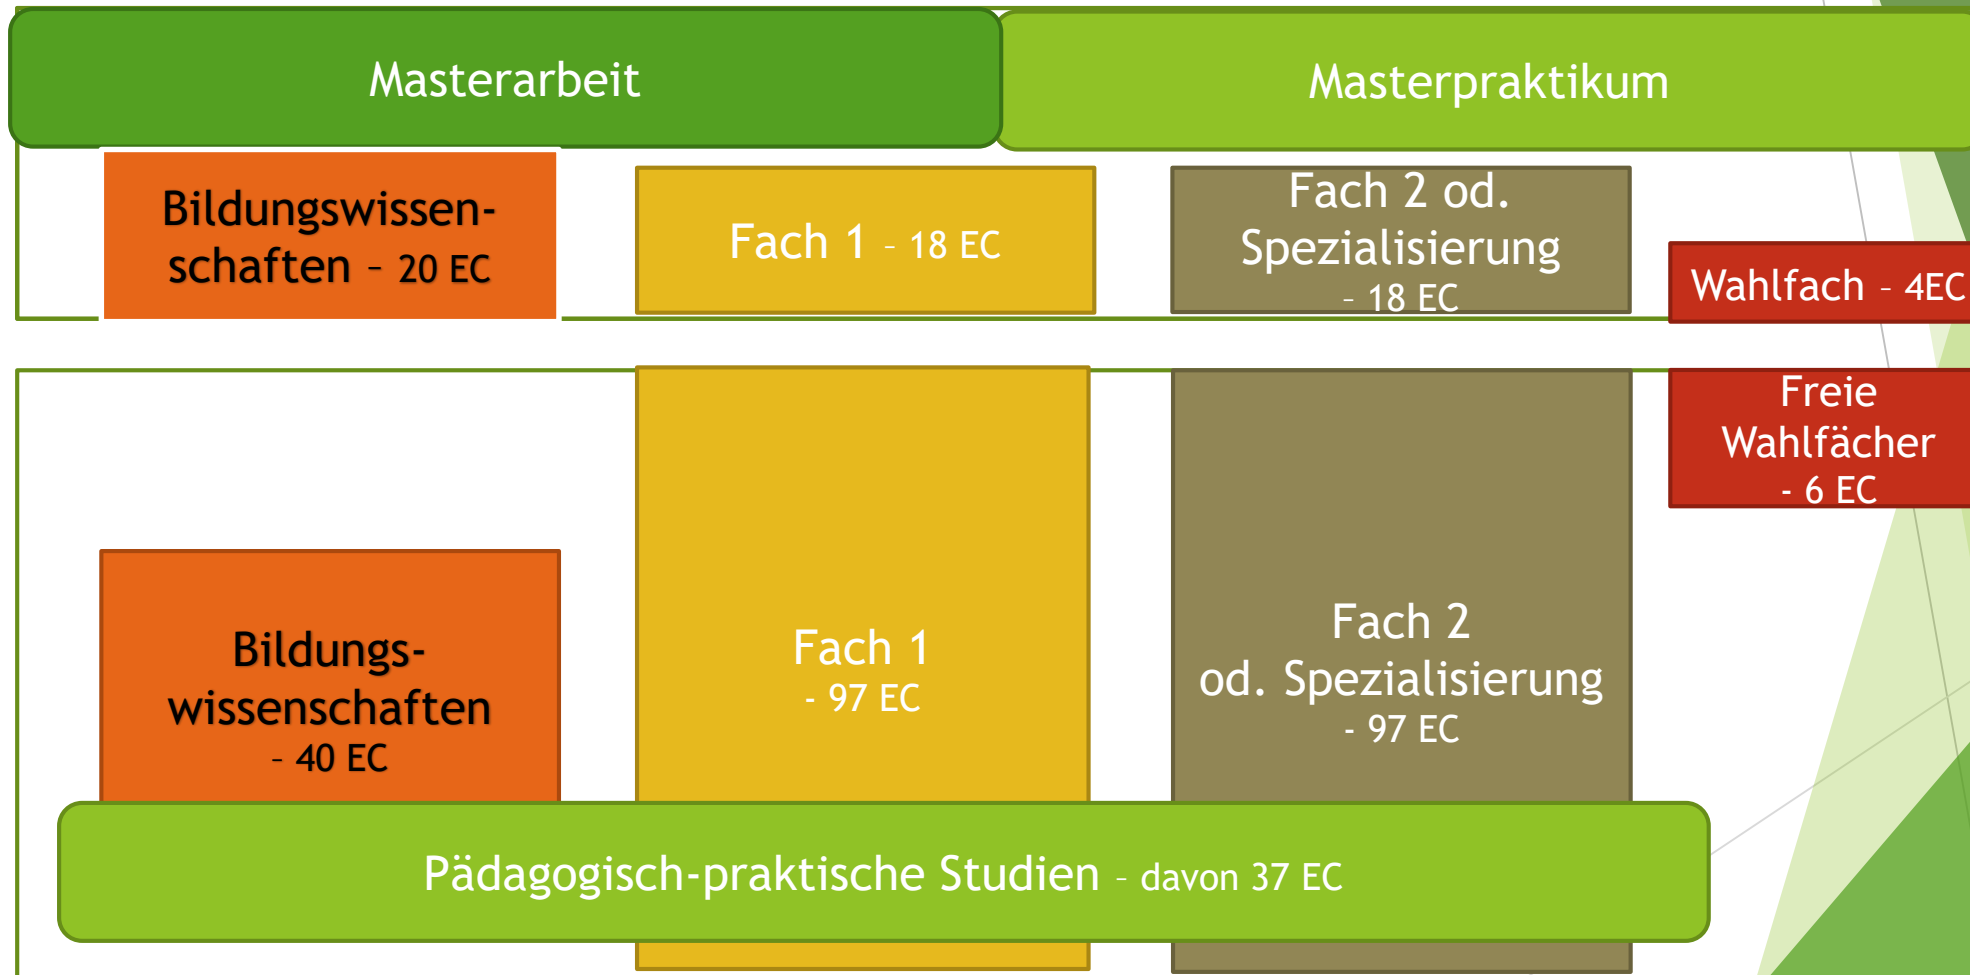 Masterarbeit
Masterpraktikum
Bildungswissen-
schaften – 20 EC
Fach 1 – 18 EC
Fach 2 od.
Spezialisierung
– 18 EC
Wahlfach – 4EC
Freie
Wahlfächer
- 6 EC
Bildungs-
wissenschaften
– 40 EC
Fach 1
- 97 EC
Fach 2
od. Spezialisierung
- 97 EC
Pädagogisch-praktische Studien – davon 37 EC